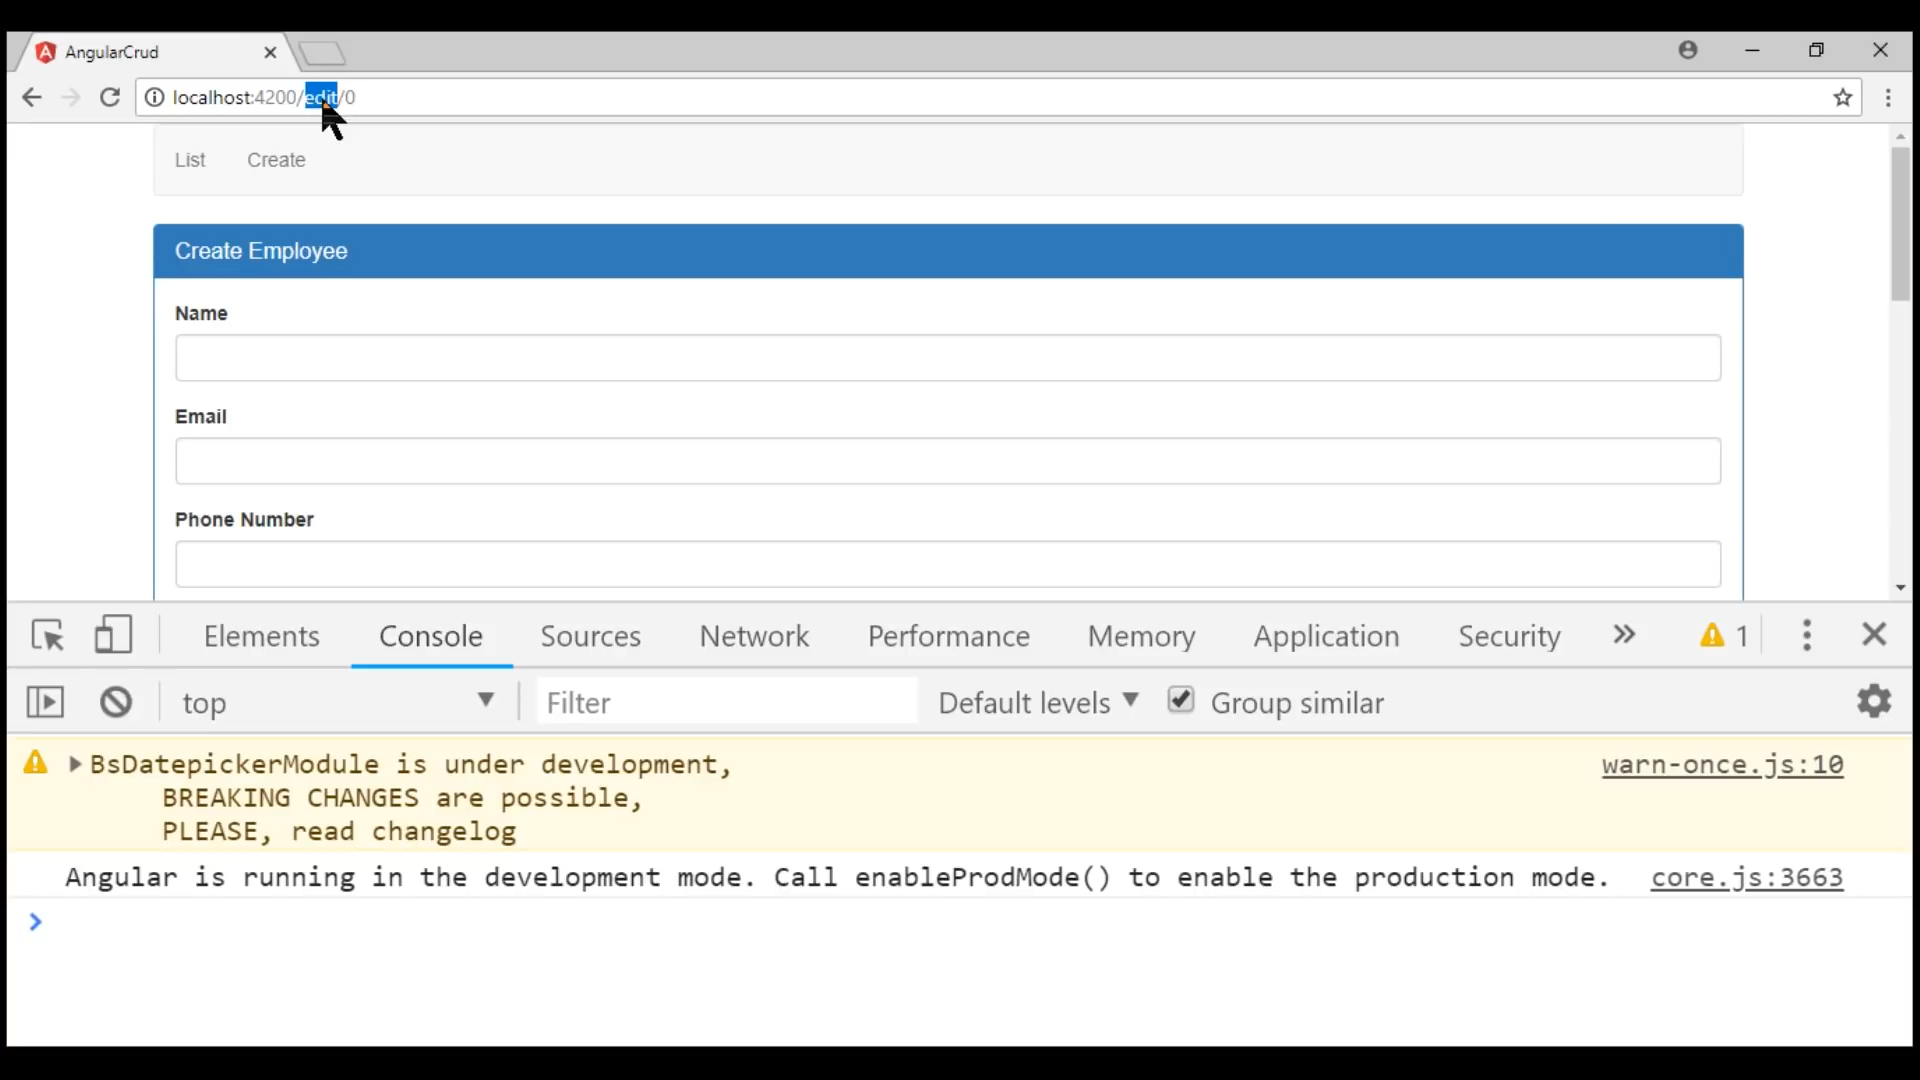 AngularCrud
localhost:4200/edit/0
List Create
Create Employee
Name
Email
Phone Number
Elements Console Sources Network Performance Memory Application Security 1
top Filter Default levels Group similar
BsDatepickerModule is under development, warn-once.js:10
BREAKING CHANGES are possible,
PLEASE, read changelog
Angular is running in the development mode. Call enableProdMode() to enable the production mode. core.js:3663